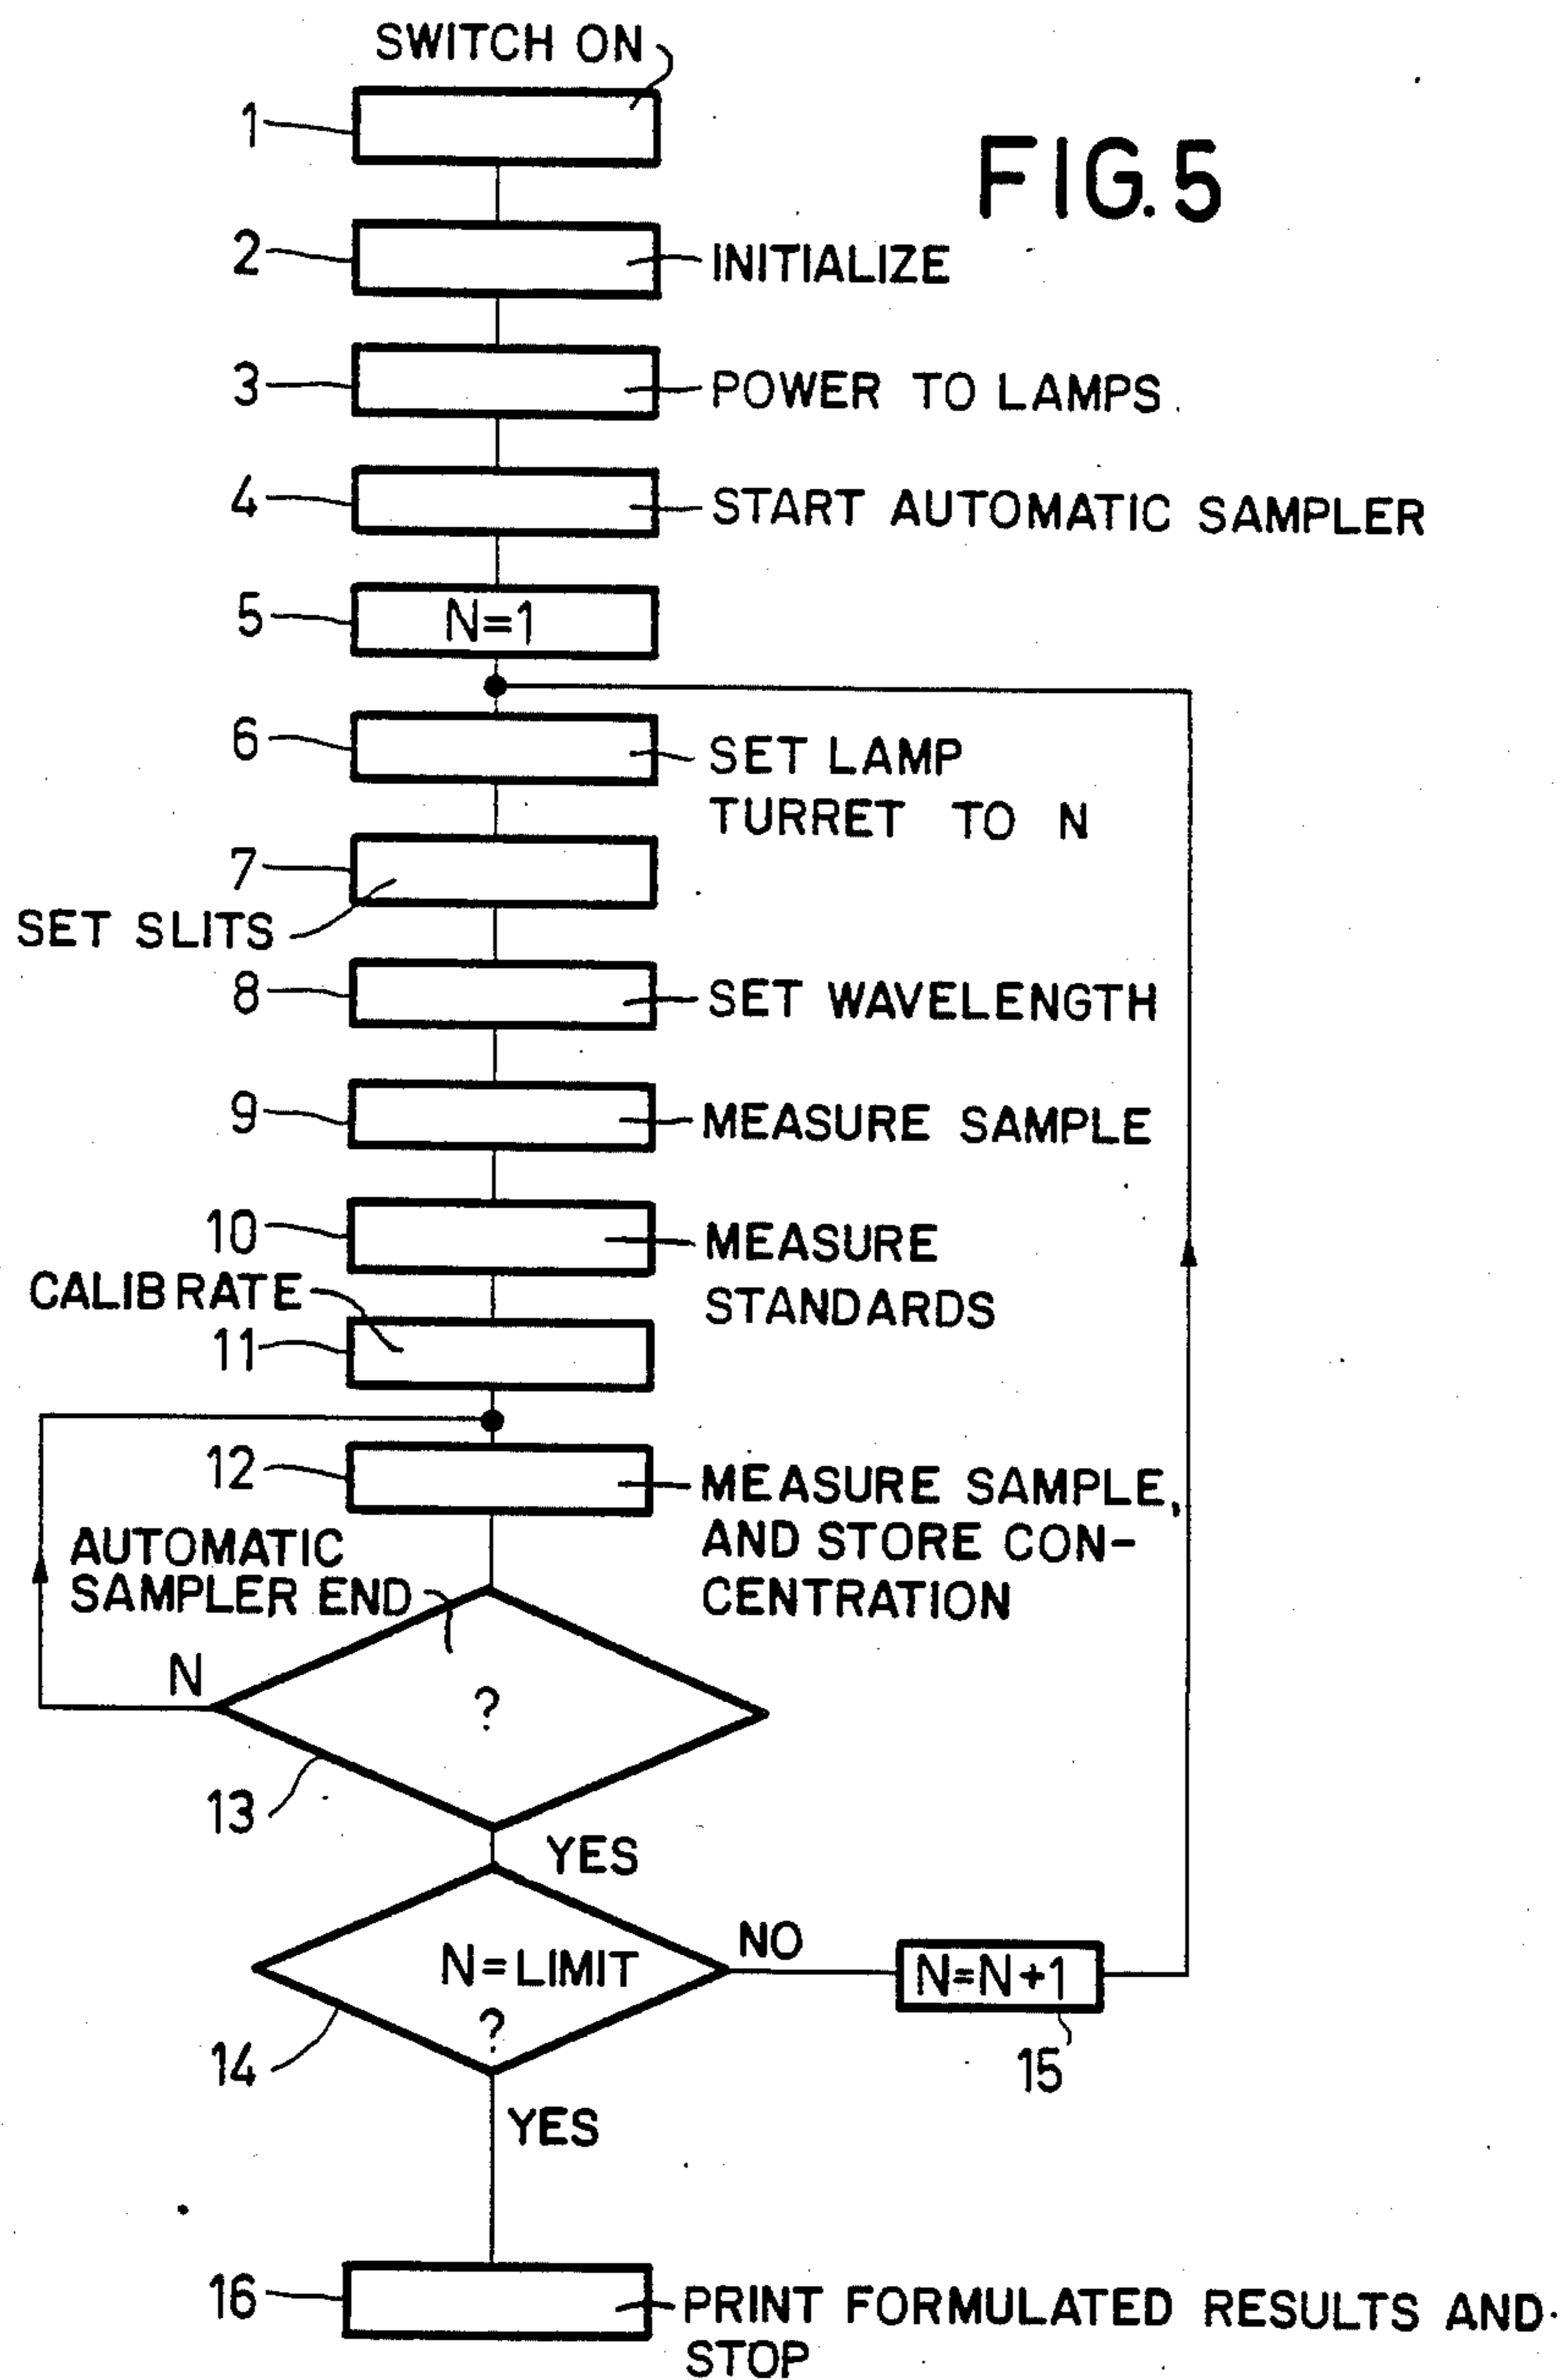 SWITCH ON
1
FIG. 5
2
INITIALIZE
3
POWER TO LAMPS
4
START AUTOMATIC SAMPLER
5
N=1
6
SET LAMP
TURRET TO N
7
SET SLITS
8
SET WAVELENGTH
9
MEASURE SAMPLE
10
MEASURE
STANDARDS
CALIBRATE
11
12
MEASURE SAMPLE,
AND STORE CON-
CENTRATION
AUTOMATIC
SAMPLER END
N
?
13
YES
N=LIMIT
?
NO
N=N+1
14
15
YES
16
PRINT FORMULATED RESULTS AND
STOP